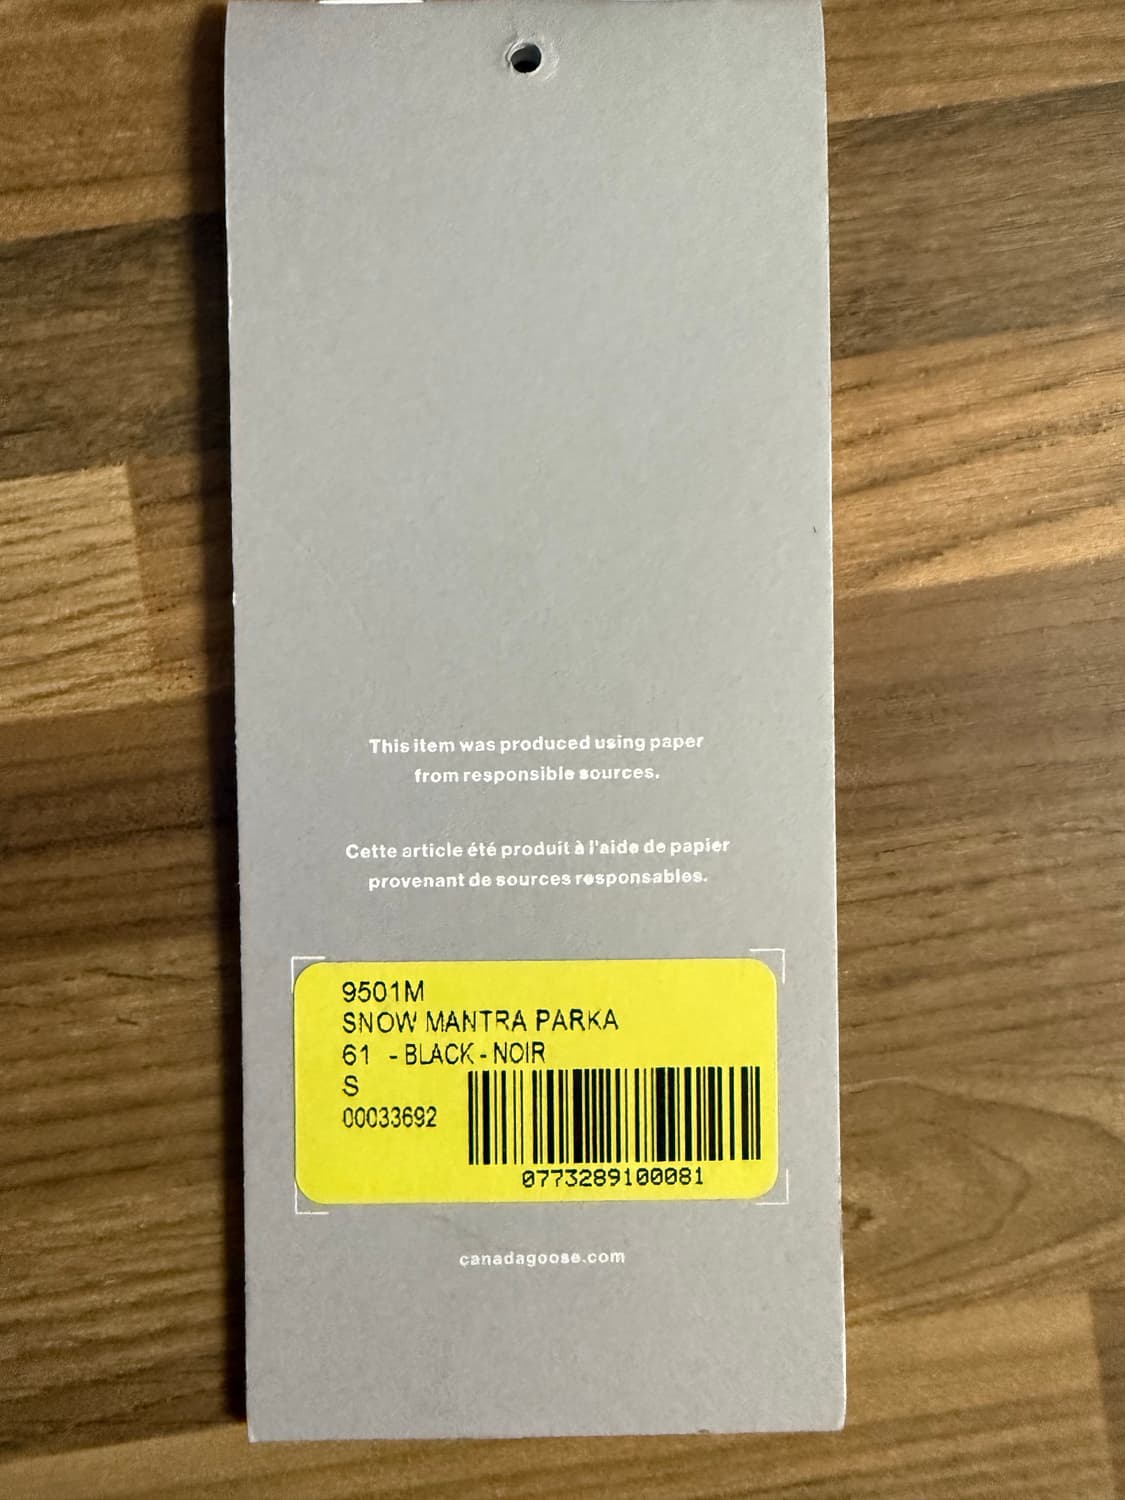 This item was produced using paper
from responsible sources.
Cette article été produit à l'aide de papier
provenant de sources responsables.
9501M
SNOW MANTRA PARKA
61 - BLACK - NOIR
S
00033692
0773289100081
canadagoose.com